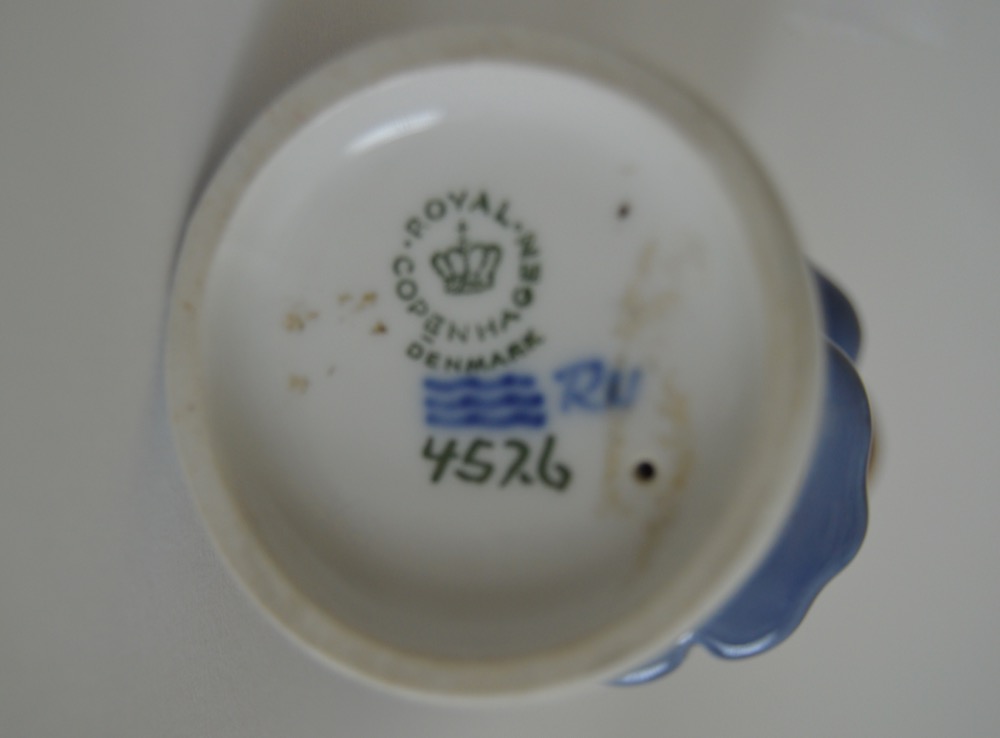 ROYAL · COPENHAGEN ·
DENMARK
4526